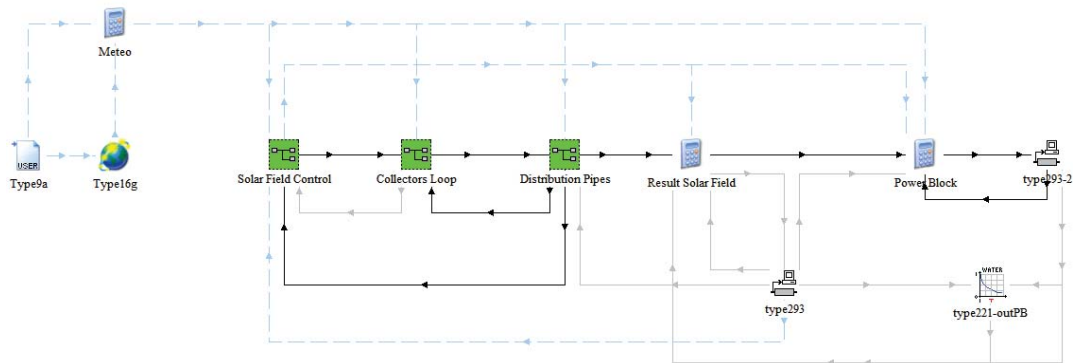 Meteo
USER
Type9a
Type16g
Solar Field Control
Collectors Loop
Distribution Pipes
Result Solar Field
Power Block
type293-2
type293
WATER
T
type221-outPB